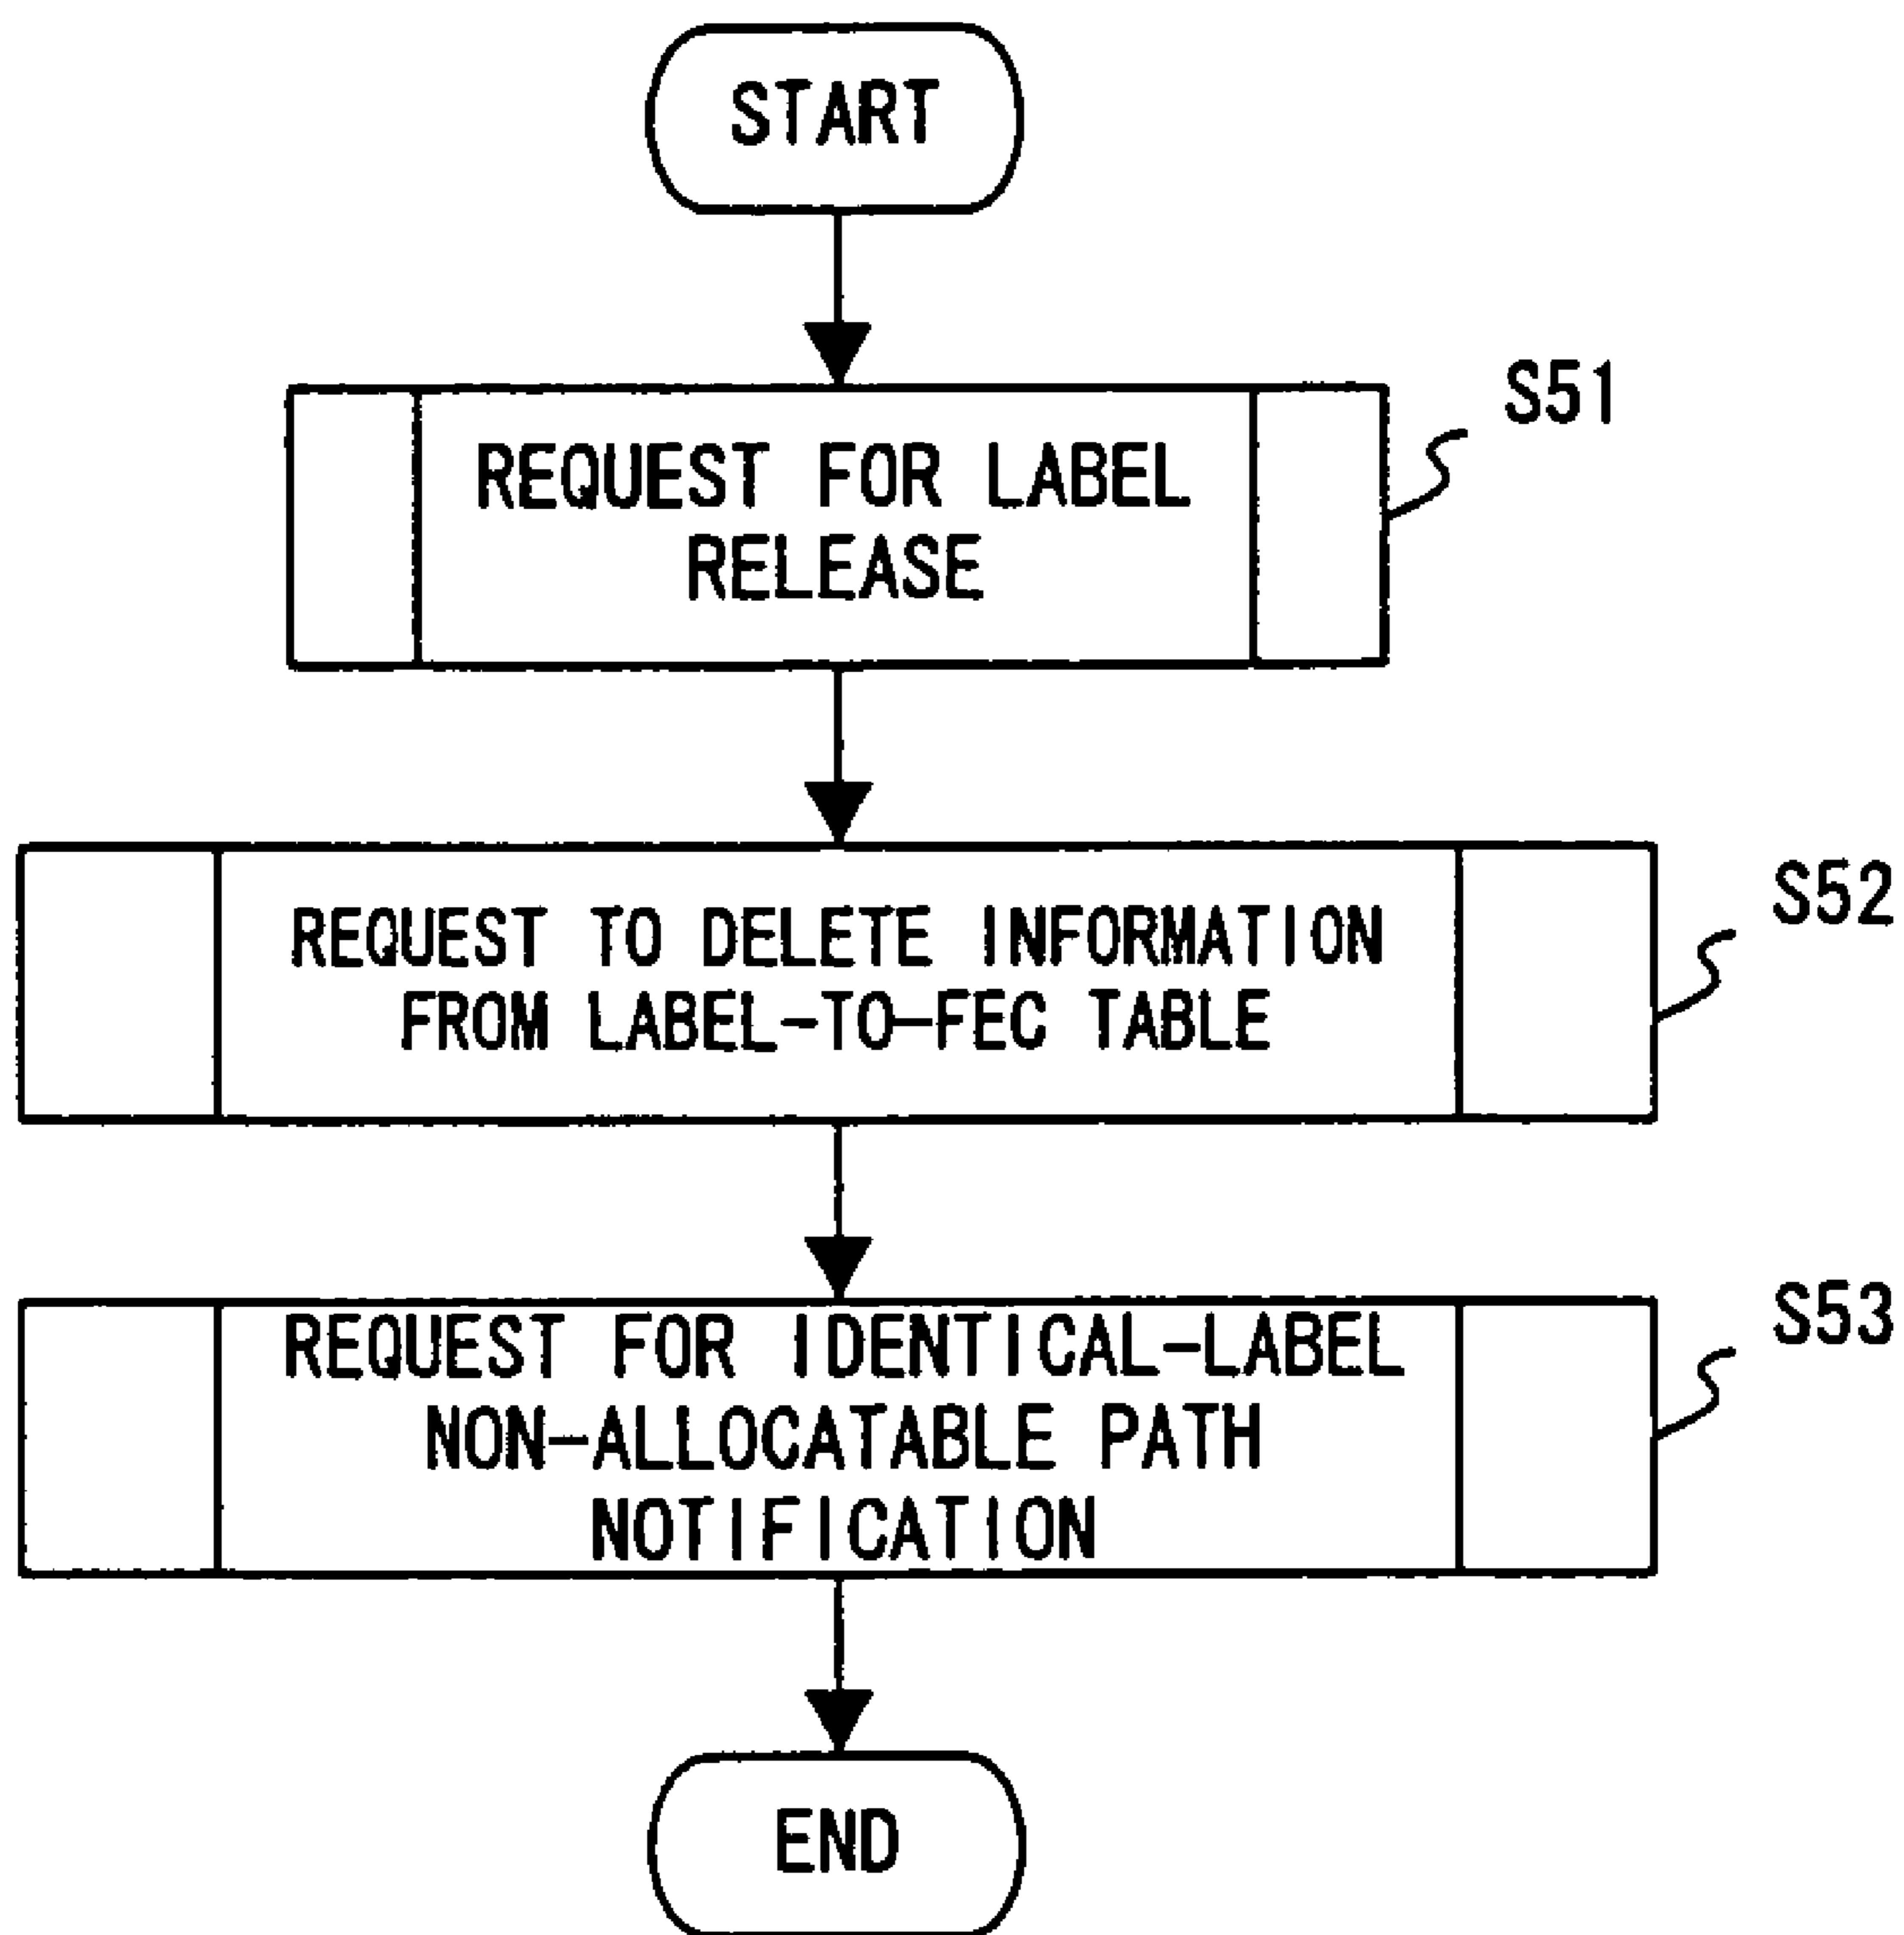 START
S51
REQUEST FOR LABEL
RELEASE
S52
REQUEST TO DELETE INFORMATION
FROM LABEL-TO-FEC TABLE
S53
REQUEST FOR IDENTICAL-LABEL
NON-ALLOCATABLE PATH
NOTIFICATION
END